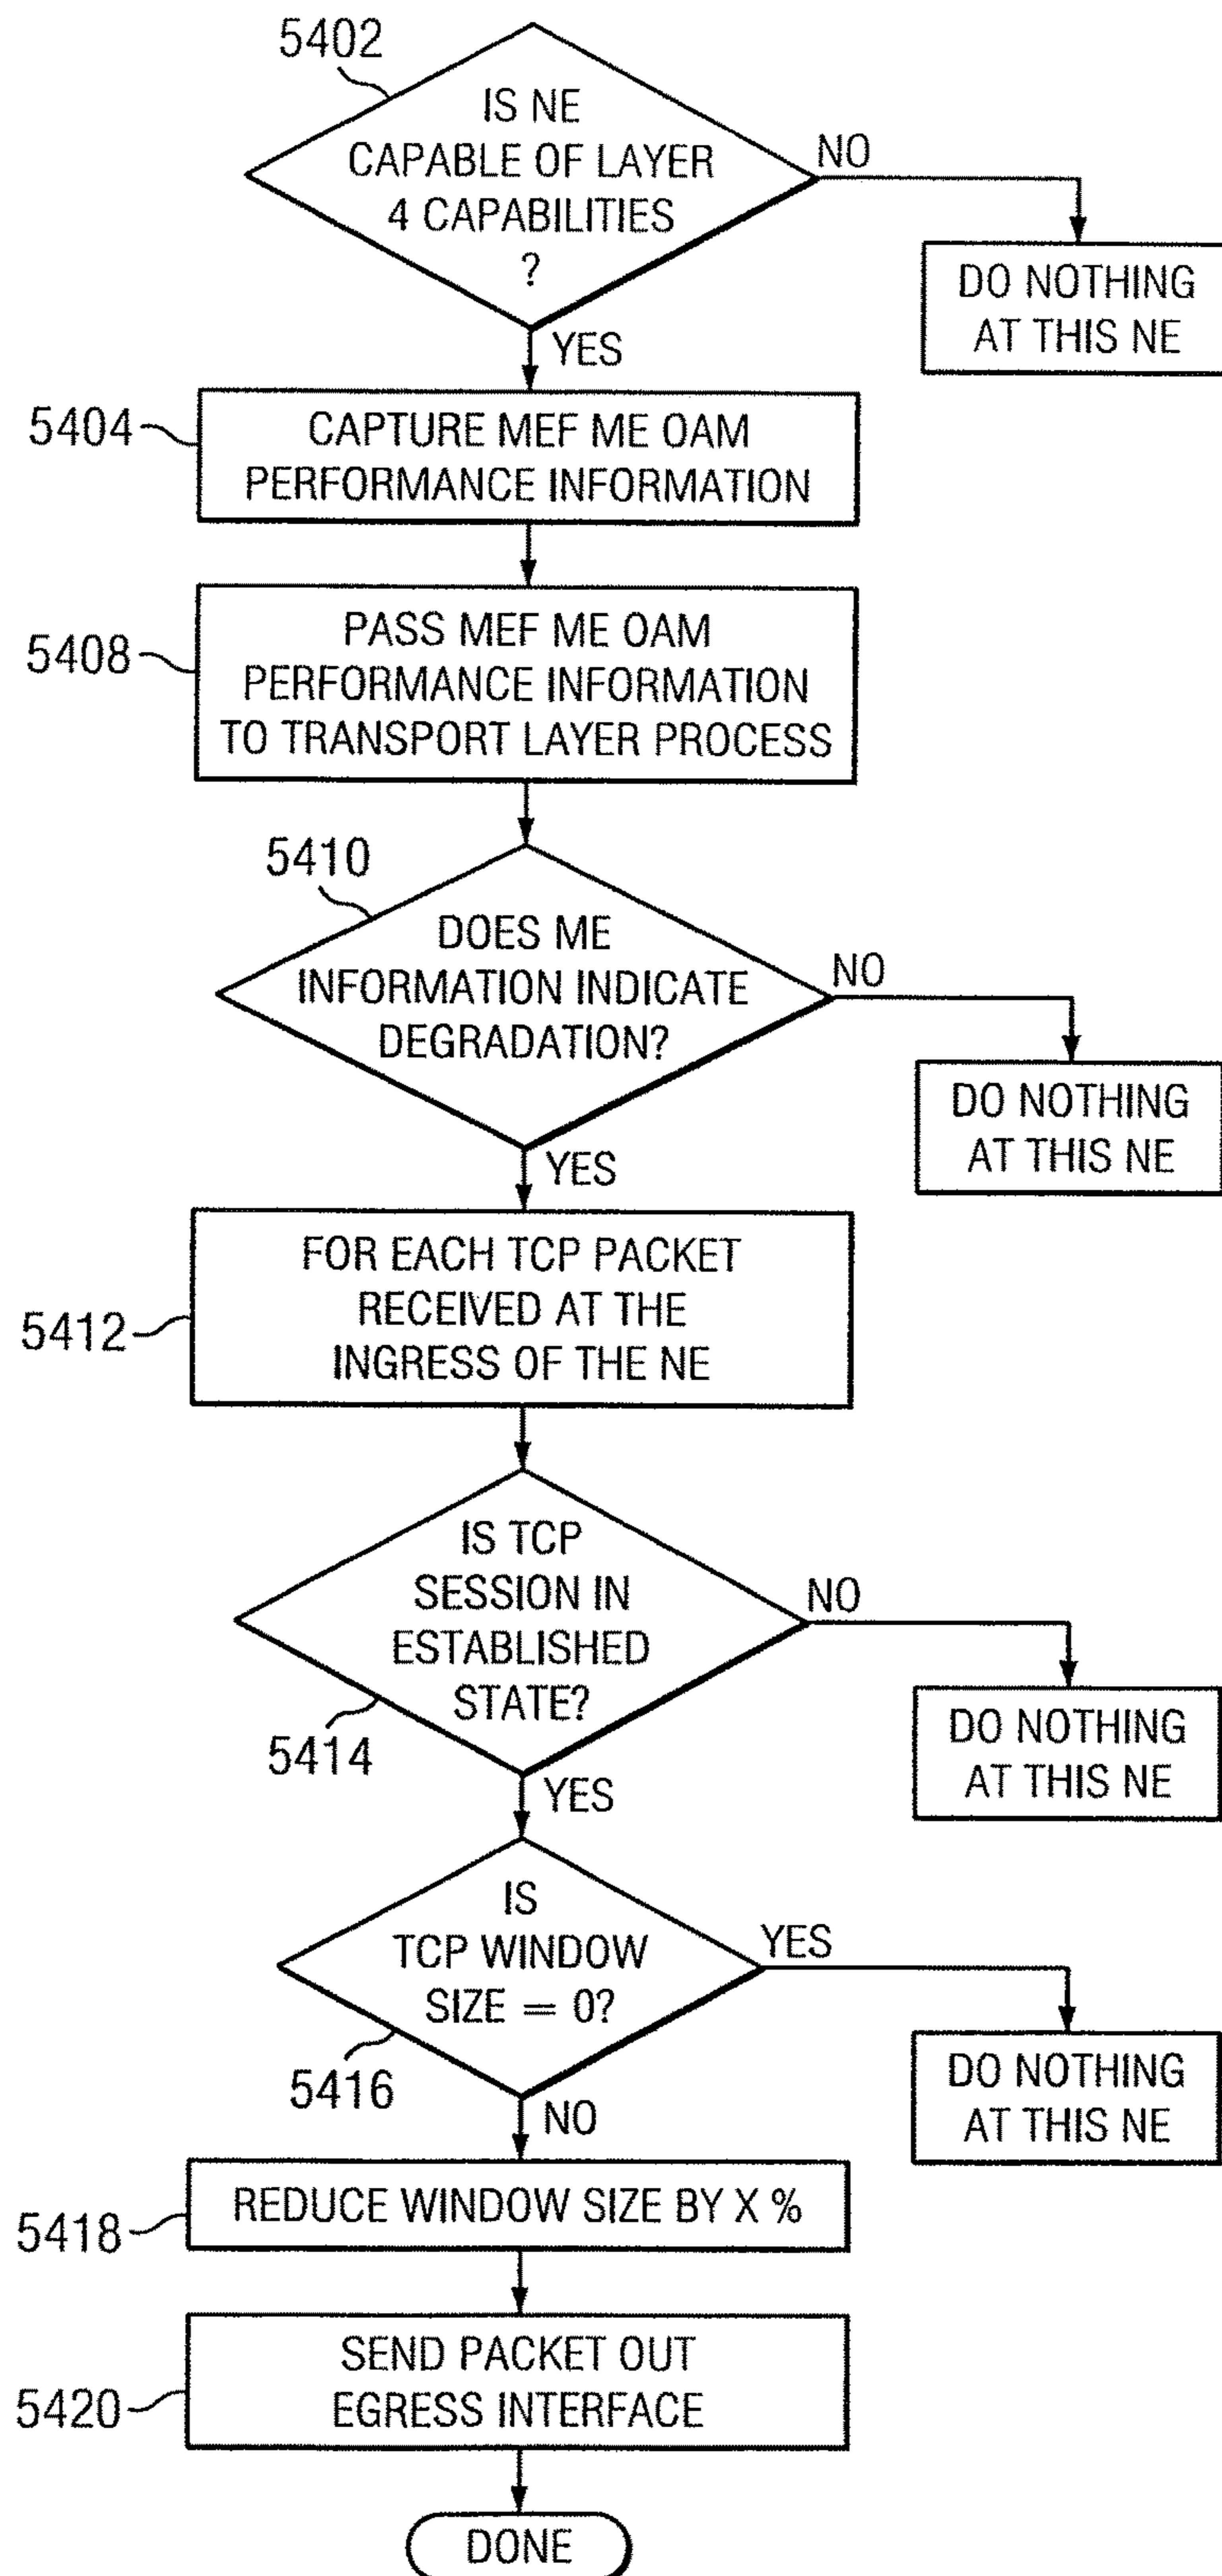 5402
IS NE
CAPABLE OF LAYER
4 CAPABILITIES
?
NO
DO NOTHING
AT THIS NE
YES
5404
CAPTURE MEF ME OAM
PERFORMANCE INFORMATION
5408
PASS MEF ME OAM
PERFORMANCE INFORMATION
TO TRANSPORT LAYER PROCESS
5410
DOES ME
INFORMATION INDICATE
DEGRADATION?
NO
DO NOTHING
AT THIS NE
YES
5412
FOR EACH TCP PACKET
RECEIVED AT THE
INGRESS OF THE NE
IS TCP
SESSION IN
ESTABLISHED
STATE?
5414
NO
DO NOTHING
AT THIS NE
YES
IS
TCP WINDOW
SIZE = 0?
5416
YES
DO NOTHING
AT THIS NE
NO
5418
REDUCE WINDOW SIZE BY X %
5420
SEND PACKET OUT
EGRESS INTERFACE
DONE